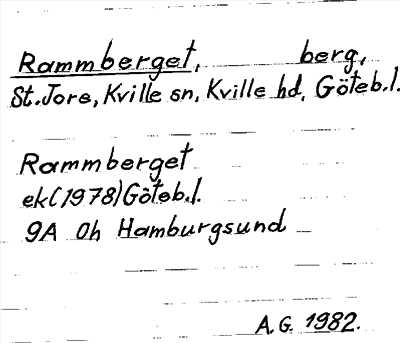 Rammberget, berg,
St. Jore, Kville sn, Kville hd, Göteb.l.
Rammberget
ek (1978) Göteb.l.
9A 0h Hamburgsund
A.G. 1982.